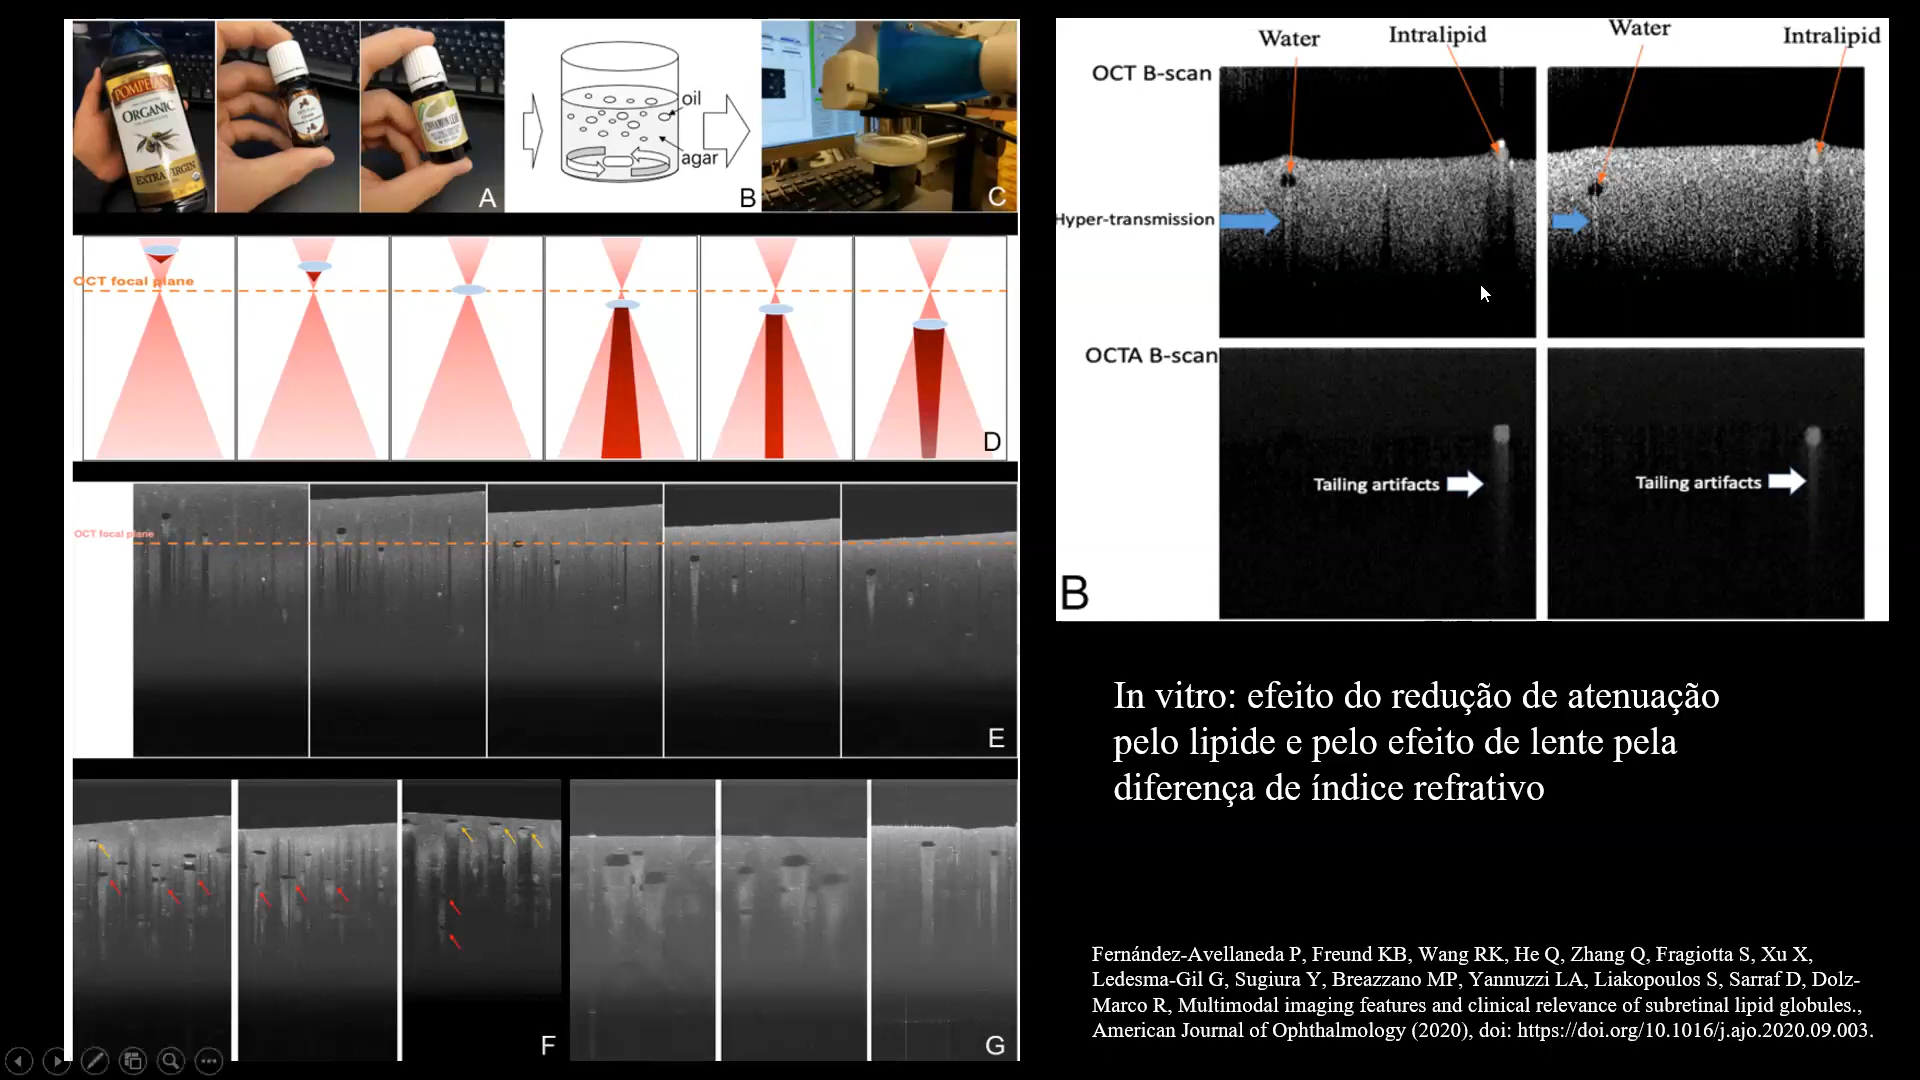 POMPEIAN
ORGANIC
EXTRA VIRGIN
CINNAMON LEAF
A
oil
agar
B
C
OCT focal plane
D
OCT focal plane
E
F
G
Water
Intralipid
Water
Intralipid
OCT B-scan
Hyper-transmission
OCTA B-scan
Tailing artifacts
Tailing artifacts
B
In vitro: efeito do redução de atenuação
pelo lipide e pelo efeito de lente pela
diferença de índice refrativo
Fernández-Avellaneda P, Freund KB, Wang RK, He Q, Zhang Q, Fragiotta S, Xu X,
Ledesma-Gil G, Sugiura Y, Breazzano MP, Yannuzzi LA, Liakopoulos S, Sarraf D, Dolz-
Marco R, Multimodal imaging features and clinical relevance of subretinal lipid globules.,
American Journal of Ophthalmology (2020), doi: https://doi.org/10.1016/j.ajo.2020.09.003.